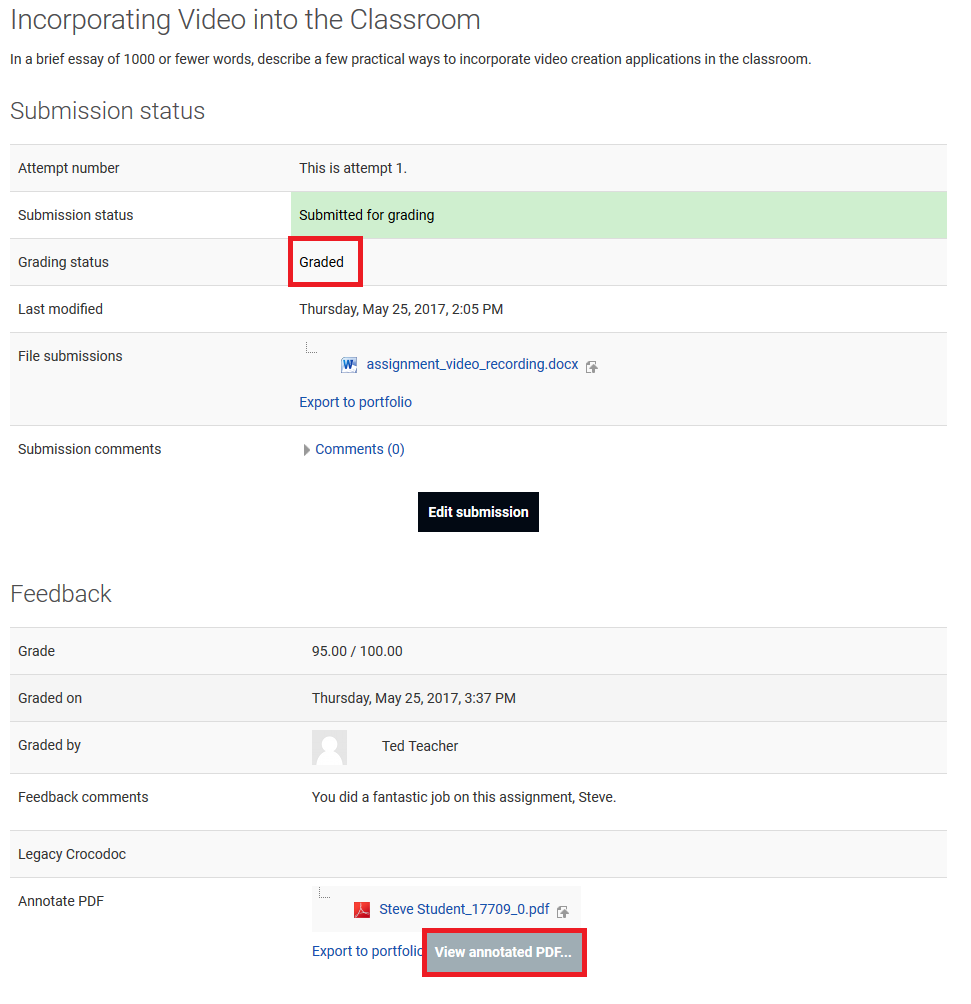 Incorporating Video into the Classroom
In a brief essay of 1000 or fewer words, describe a few practical ways to incorporate video creation applications in the classroom.
Submission status
Attempt number This is attempt 1.
Submission status Submitted for grading
Grading status Graded
Last modified Thursday, May 25, 2017, 2:05 PM
File submissions
assignment_video_recording.docx
Export to portfolio
Submission comments Comments (0)
Edit submission
Feedback
Grade 95.00 / 100.00
Graded on Thursday, May 25, 2017, 3:37 PM
Graded by Ted Teacher
Feedback comments You did a fantastic job on this assignment, Steve.
Legacy Crocodoc
Annotate PDF
Steve Student_17709_0.pdf
Export to portfolio View annotated PDF...